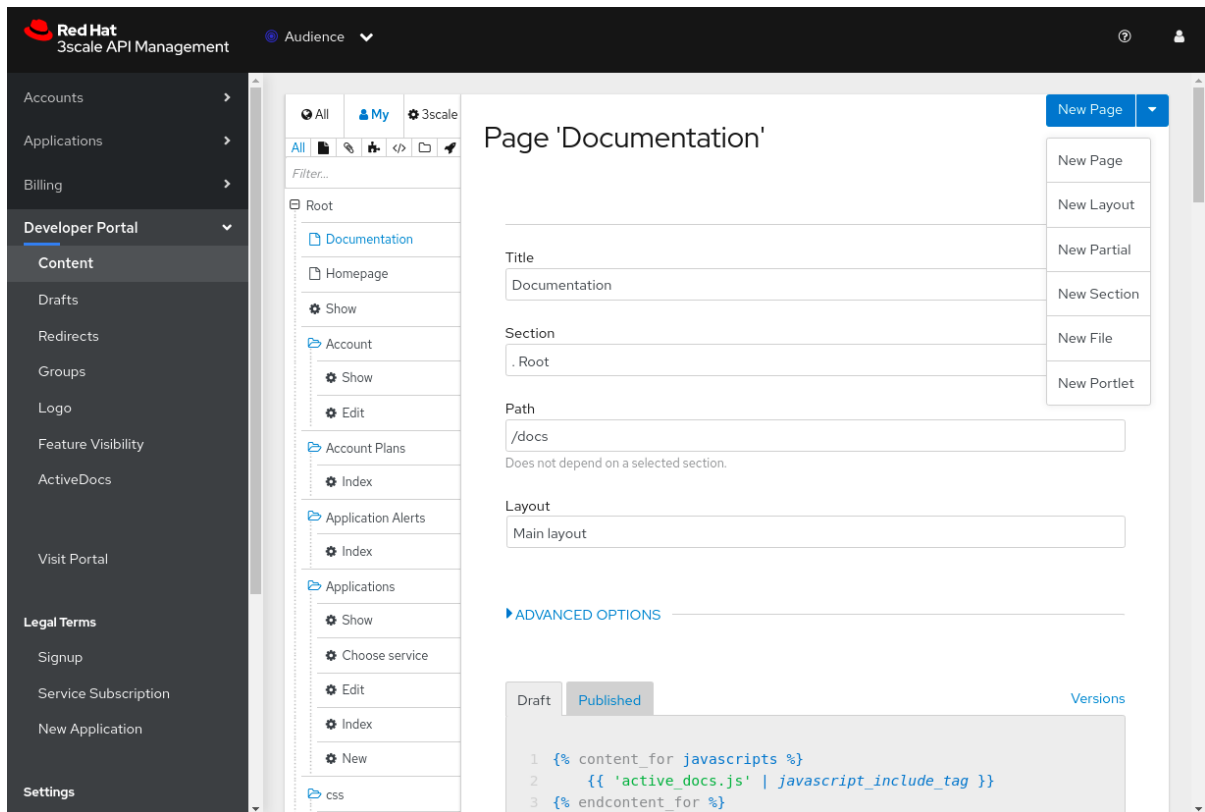 Red Hat
3scale API Management
Audience
Accounts
Applications
Billing
Developer Portal
Content
Drafts
Redirects
Groups
Logo
Feature Visibility
ActiveDocs
Visit Portal
Legal Terms
Signup
Service Subscription
New Application
Settings
All My 3scale
All
Filter...
Root
Documentation
Homepage
Show
Account
Show
Edit
Account Plans
Index
Application Alerts
Index
Applications
Show
Choose service
Edit
Index
New
css
Page 'Documentation'
New Page
New Page
New Layout
New Partial
New Section
New File
New Portlet
Title
Documentation
Section
. Root
Path
/docs
Does not depend on a selected section.
Layout
Main layout
ADVANCED OPTIONS
Draft Published Versions
1 {% content_for javascripts %}
2 {{ 'active_docs.js' | javascript_include_tag }}
3 {% endcontent_for %}